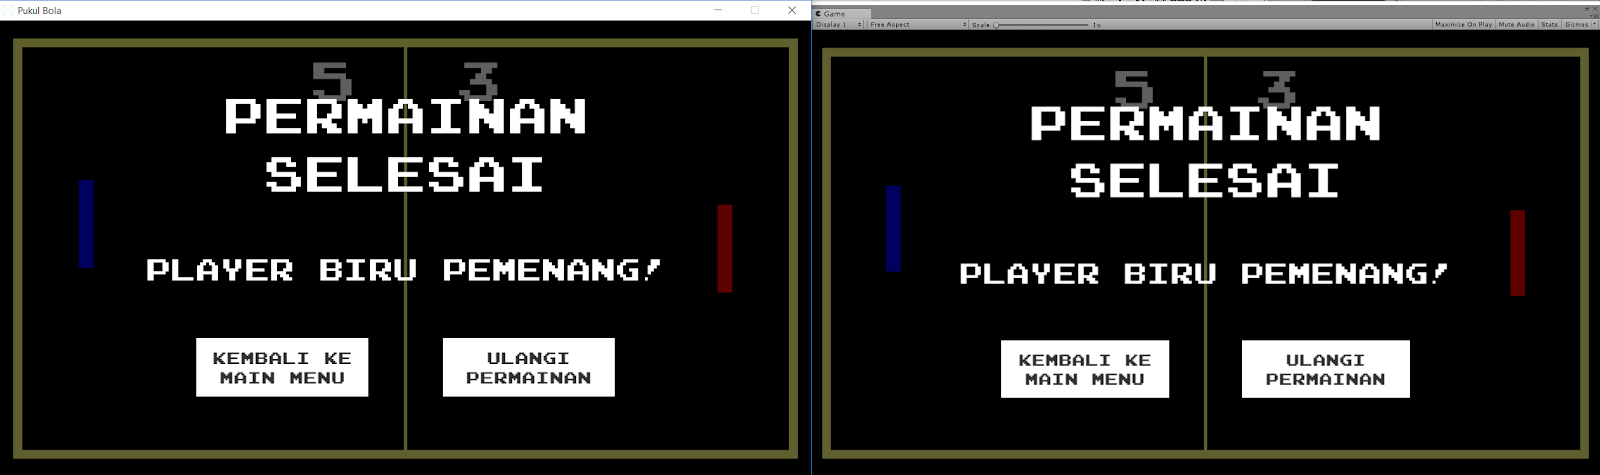 Pukul Bola
5 3
PERMAINAN
SELESAI
PLAYER BIRU PEMENANG!
KEMBALI KE
MAIN MENU
ULANGI
PERMAINAN
Game
Display 1 Free Aspect Scale 1x Maximize On Play Mute Audio Stats Gizmos
5 3
PERMAINAN
SELESAI
PLAYER BIRU PEMENANG!
KEMBALI KE
MAIN MENU
ULANGI
PERMAINAN